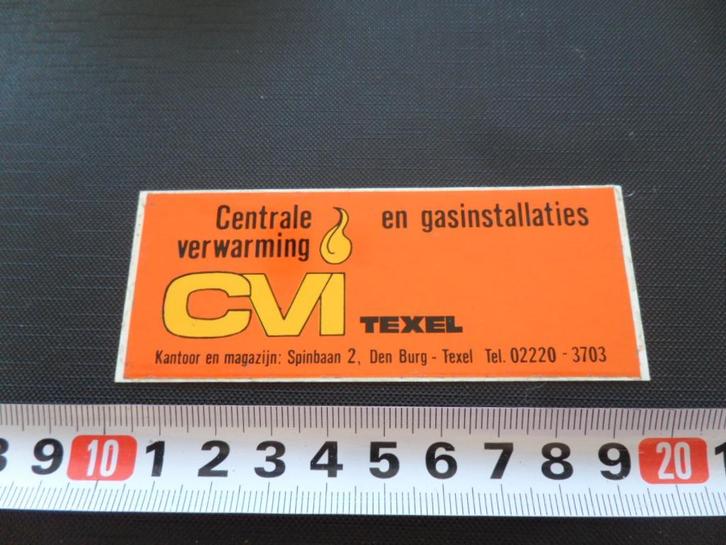 Centrale en gasinstallaties
verwarming
CVI TEXEL
Kantoor en magazijn: Spinbaan 2, Den Burg - Texel Tel. 02220 - 3703
9 10 1 2 3 4 5 6 7 8 9 20 1